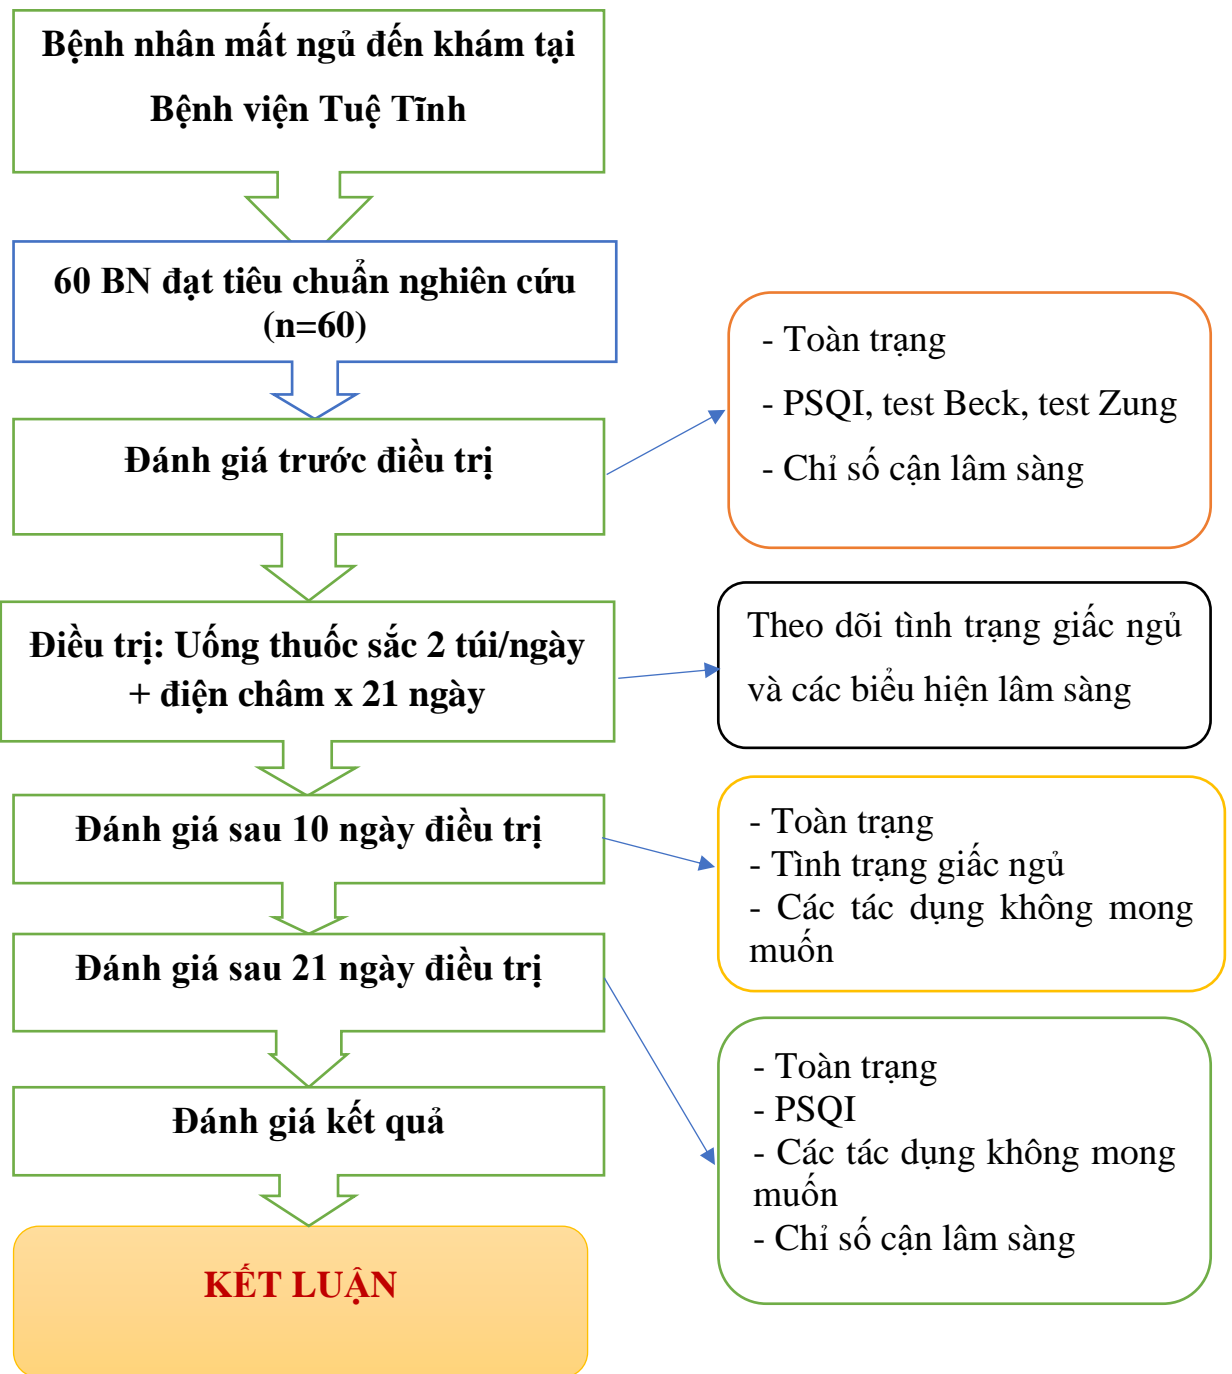 Bệnh nhân mất ngủ đến khám tại
Bệnh viện Tuệ Tĩnh
60 BN đạt tiêu chuẩn nghiên cứu
(n=60)
Đánh giá trước điều trị
- Toàn trạng
- PSQI, test Beck, test Zung
- Chỉ số cận lâm sàng
Điều trị: Uống thuốc sắc 2 túi/ngày
+ điện châm x 21 ngày
Theo dõi tình trạng giấc ngủ
và các biểu hiện lâm sàng
Đánh giá sau 10 ngày điều trị
- Toàn trạng
- Tình trạng giấc ngủ
- Các tác dụng không mong
muốn
Đánh giá sau 21 ngày điều trị
- Toàn trạng
- PSQI
- Các tác dụng không mong
muốn
- Chỉ số cận lâm sàng
Đánh giá kết quả
KẾT LUẬN